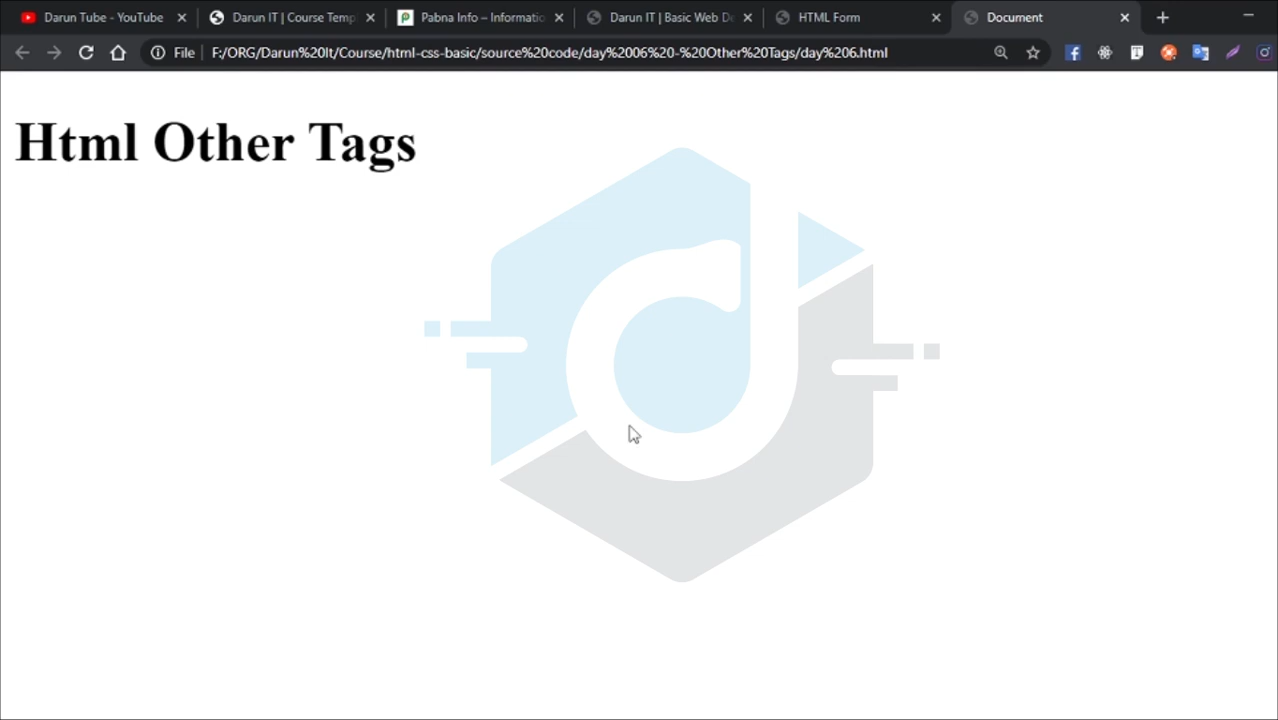 Darun Tube - YouTube
Darun IT | Course Temp
Pabna Info – Informatio
Darun IT | Basic Web De
HTML Form
Document
File
F:/ORG/Darun%20It/Course/html-css-basic/source%20code/day%2006%20-%20Other%20Tags/day%206.html
Html Other Tags